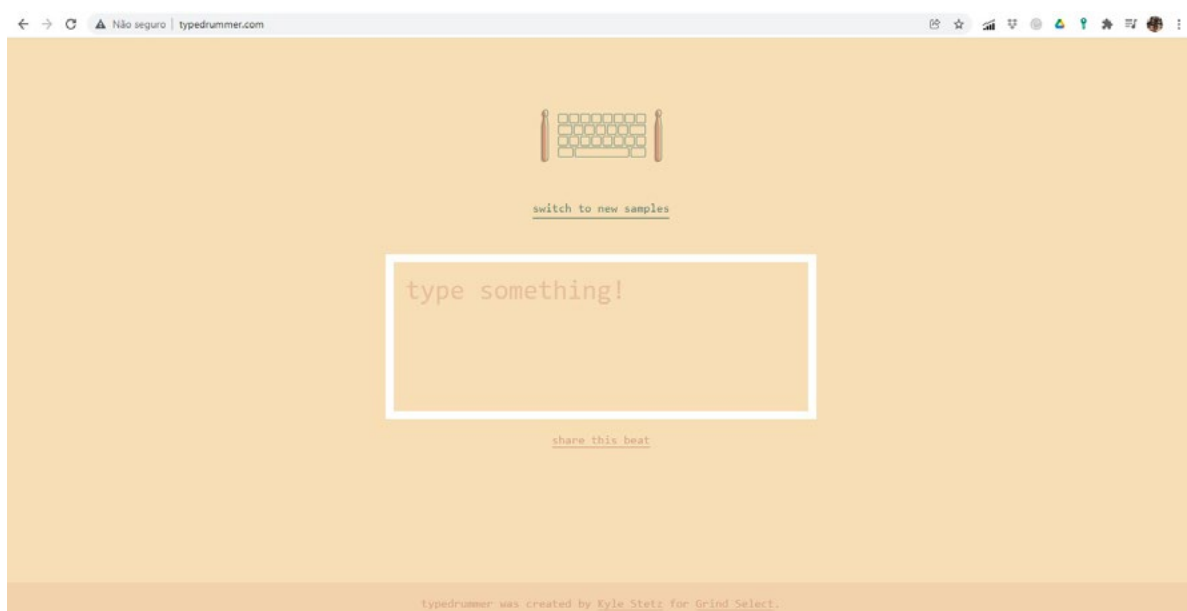 Não seguro | typedrummer.com
switch to new samples
type something!
share this beat
typedrummer was created by Kyle Stetz for Grind Select.